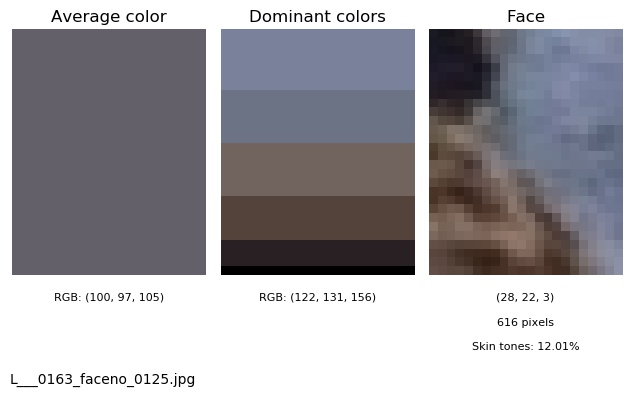 Average color
Dominant colors
Face
RGB: (100, 97, 105)
RGB: (122, 131, 156)
(28, 22, 3)
616 pixels
Skin tones: 12.01%
L___0163_faceno_0125.jpg